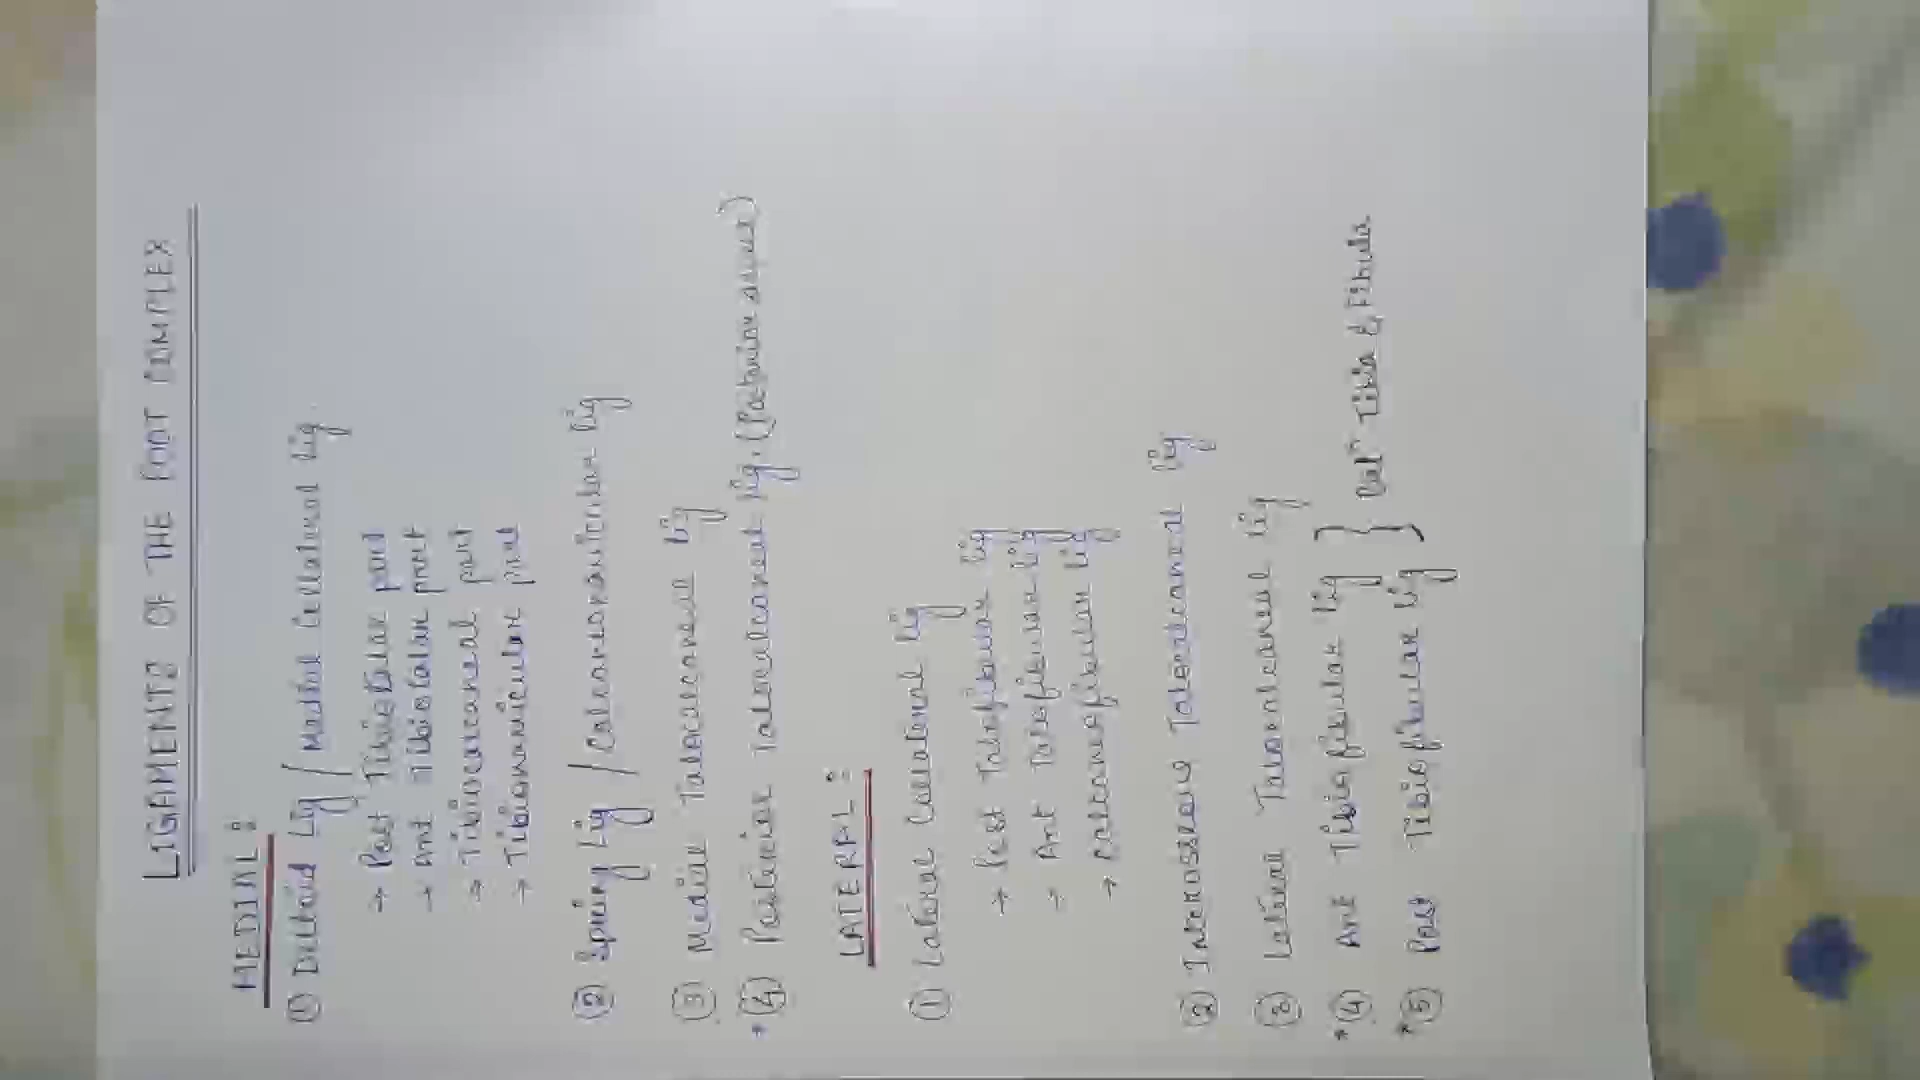 LIGAMENTS OF THE FOOT COMPLEX
MEDIAL :
① Deltoid Lig / Medial Collateral Lig.
→ Post Tibiotalar part
→ Ant Tibiotalar part
→ Tibiocalcaneal part
→ Tibionavicular part
② Spring Lig / Calcaneonavicular lig
③ Medial Talocalcaneal Lig
* ④ Posterior Talocalcaneal lig. (Posterior aspect)
LATERAL :
① Lateral Collateral lig
→ Post Talofibular lig
→ Ant Talofibular lig
→ Calcaneofibular lig
② Interosseous Talocalcaneal lig
③ Lateral Talocalcaneal lig
* ④ Ant Tibiofibular lig } Betⁿ Tibia & Fibula
* ⑤ Post Tibiofibular lig